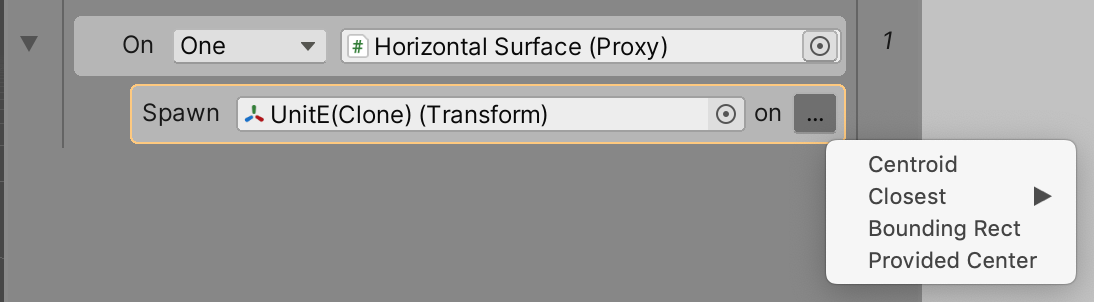 On One # Horizontal Surface (Proxy) 1
Spawn UnitE(Clone) (Transform) on ...
Centroid
Closest
Bounding Rect
Provided Center